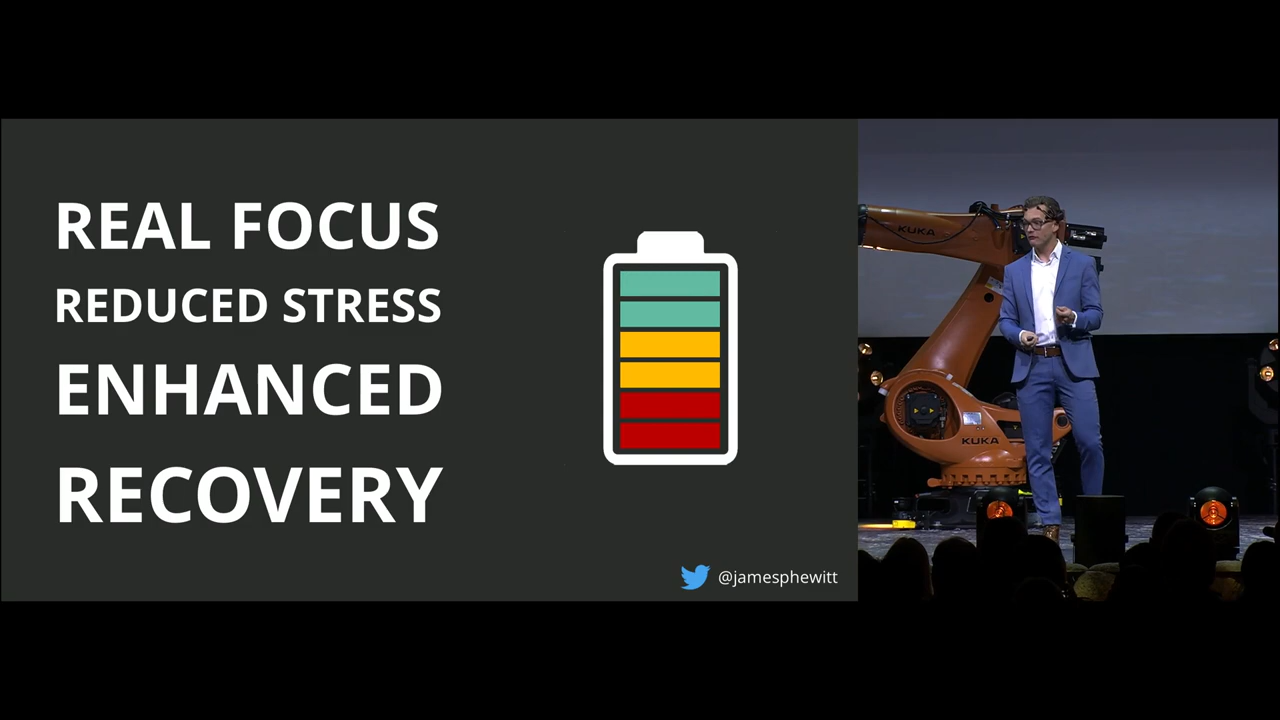 REAL FOCUS
REDUCED STRESS
ENHANCED
RECOVERY
@jamesphewitt
KUKA
KUKA